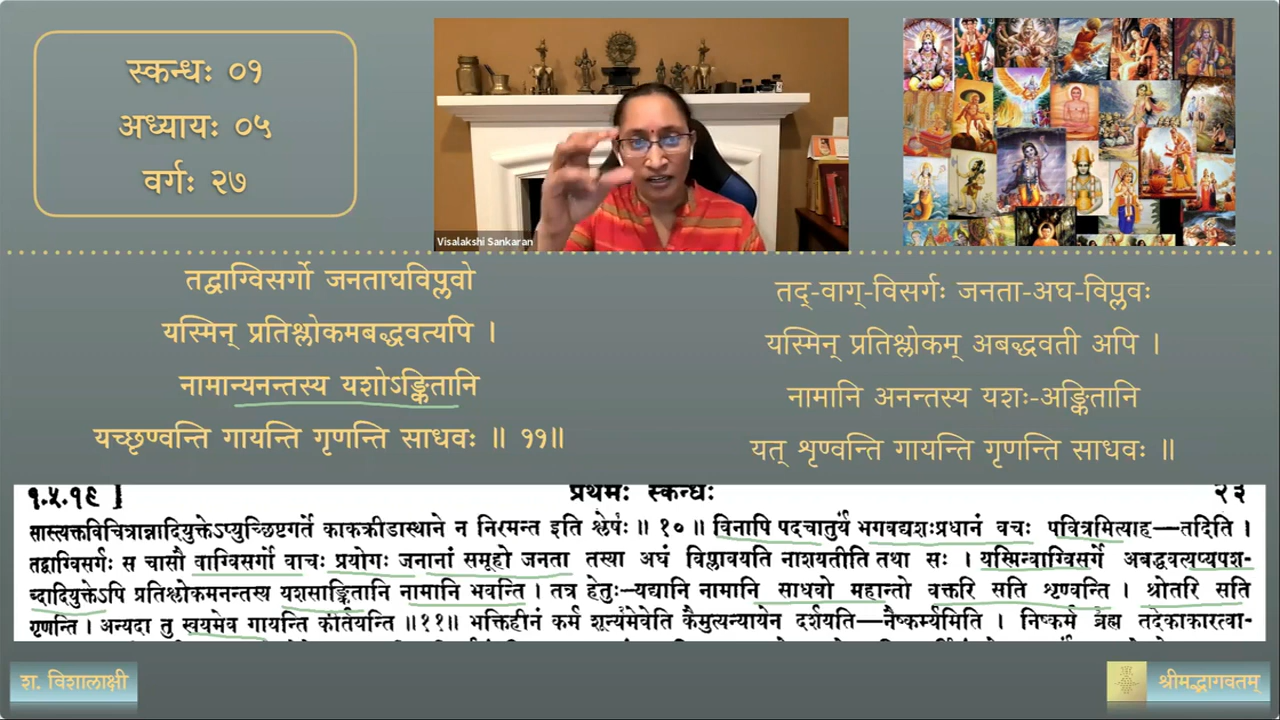 स्कन्धः ०१
अध्यायः ०५
वर्गः २७
Visalakshi Sankaran
तद्वाग्विसर्गो जनताघविप्लवो
यस्मिन् प्रतिश्लोकमबद्धवत्यपि ।
नामान्यनन्तस्य यशोऽङ्कितानि
यच्छृण्वन्ति गायन्ति गृणन्ति साधवः ॥ ११॥
तद्-वाग्-विसर्गः जनता-अघ-विप्लवः
यस्मिन् प्रतिश्लोकम् अबद्धवती अपि ।
नामानि अनन्तस्य यशः-अङ्कितानि
यत् शृण्वन्ति गायन्ति गृणन्ति साधवः ॥
१.५.१९ ] प्रथमः स्कन्धः २३
सास्त्यक्तविचित्रान्नादियुक्तेऽप्युच्छिष्टगर्ते काकक्रीडास्थाने न निरमन्त इति श्लेषः ॥ १० ॥ विनापि पदचातुर्यं भगवद्यशःप्रधानं वचः पवित्रमित्याह—तदिति ।
तद्वाग्विसर्गः स चासौ वाग्विसर्गो वाचः प्रयोगः जनानां समूहो जनता तस्या अघं विप्लावयति नाशयतीति तथा सः । यस्मिन्वाग्विसर्गे अबद्धवत्यप्यपश-
ब्दादियुक्तेऽपि प्रतिश्लोकमनन्तस्य यशसाङ्कितानि नामानि भवन्ति । तत्र हेतुः—यद्यानि नामानि साधवो महान्तो वक्तरि सति शृण्वन्ति । श्रोतरि सति
गृणन्ति । अन्यदा तु स्वयमेव गायन्ति कीर्तयन्ति ॥११॥ भक्तिहीनं कर्म शून्यमेवेति कैमुत्यन्यायेन दर्शयति—नैष्कर्म्यमिति । निष्कर्म ब्रह्म तदेकाकारत्वा-
श. विशालाक्षी
श्रीमद्भागवतम्